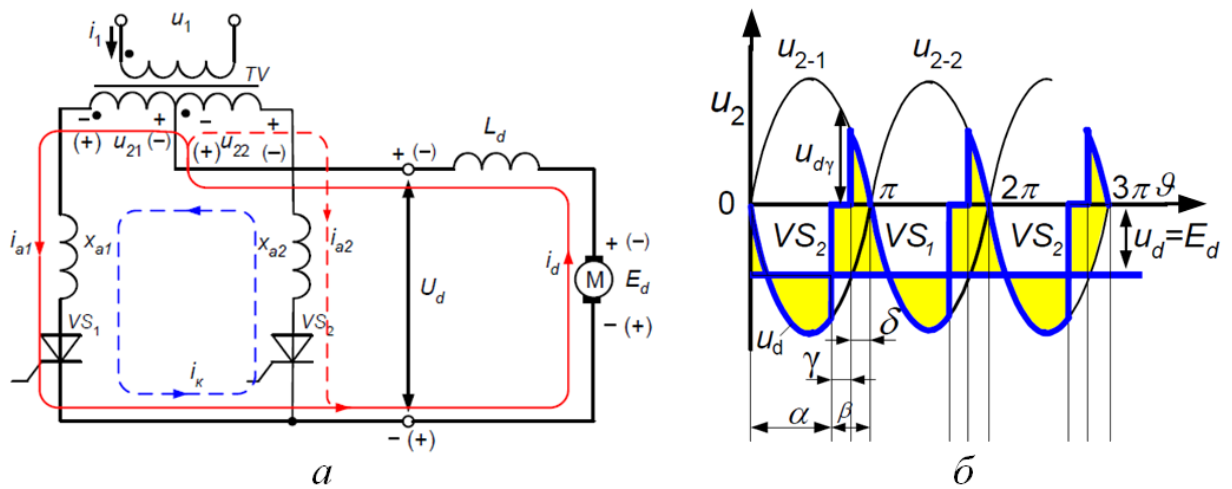 u1
i1
TV
− + − +
(+) u21 (−) (+) u22 (−)
+ (−)
Ld
ia1
xa1
xa2
ia2
Ud
id
+ (−)
M
Ed
− (+)
VS1
VS2
iк
− (+)
а
u2-1
u2-2
u2
udγ
0
π
2π
3π
ϑ
VS2
VS1
VS2
ud=Ed
ud
δ
γ
α
β
б